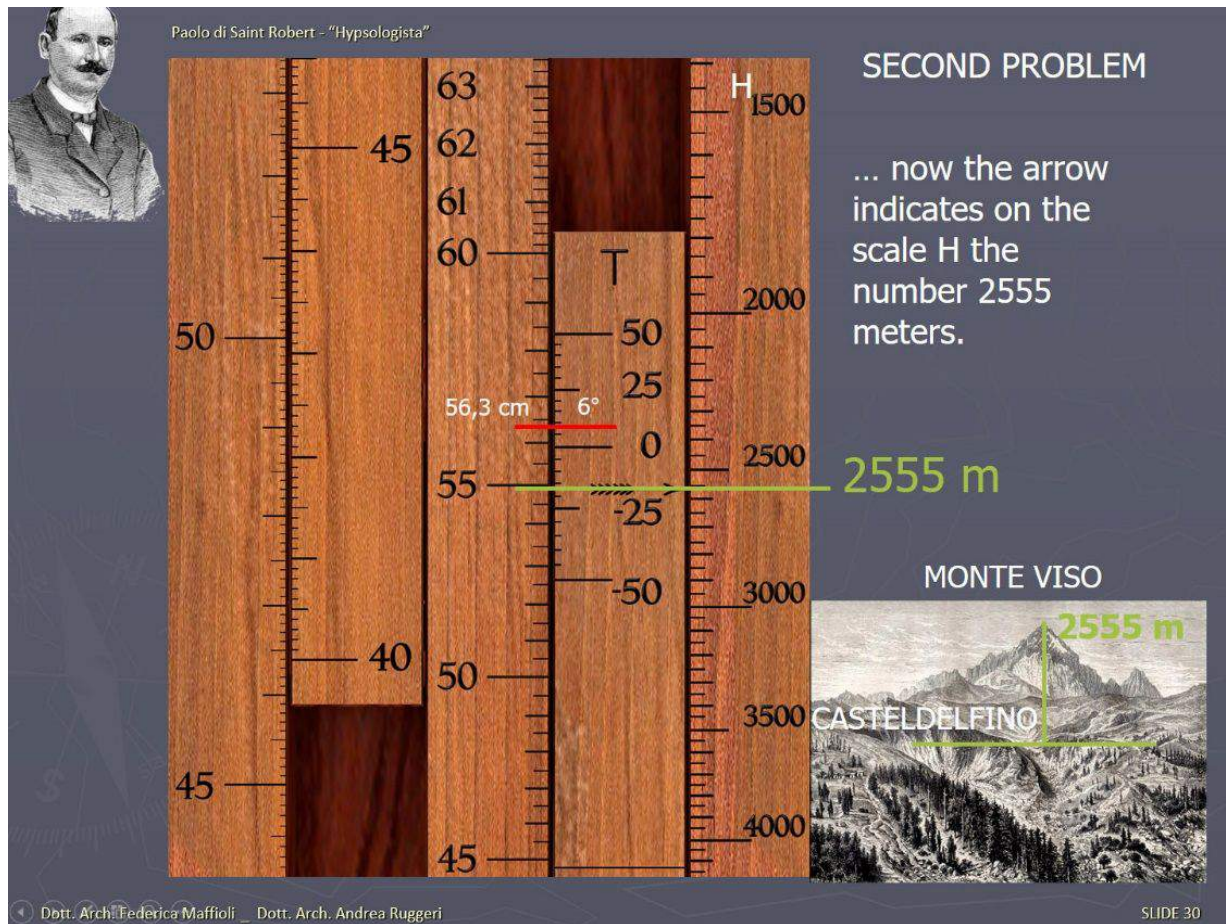 Paolo di Saint Robert - "Hypsologista"
SECOND PROBLEM
… now the arrow
indicates on the
scale H the
number 2555
meters.
50
45
45
40
63
62
61
60
55
50
45
56,3 cm
6°
T
50
25
0
-25
-50
H
1500
2000
2500
3000
3500
4000
2555 m
MONTE VISO
2555 m
CASTELDELFINO
Dott. Arch. Federica Maffioli _ Dott. Arch. Andrea Ruggeri
SLIDE 30